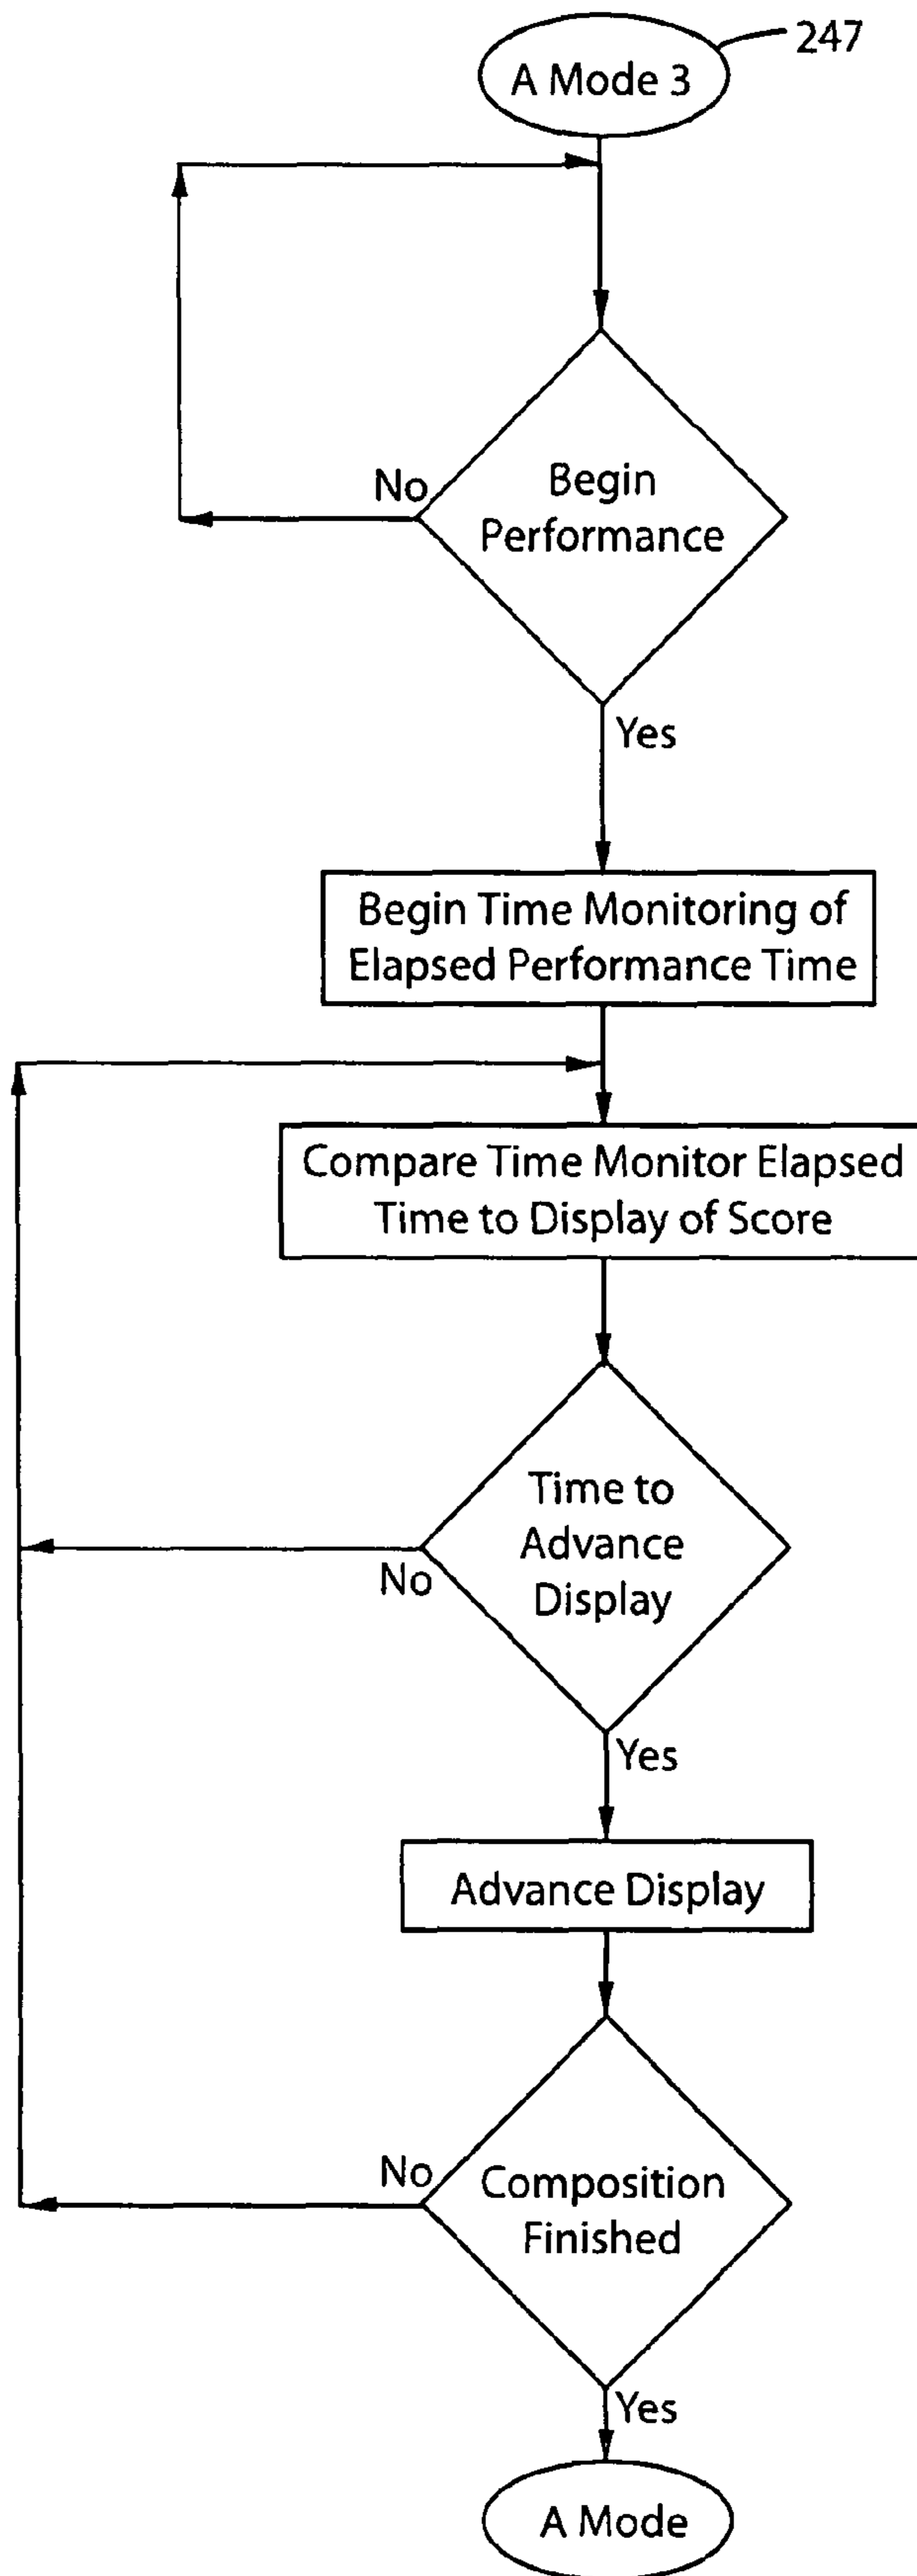 A Mode 3
247
No
Begin
Performance
Yes
Begin Time Monitoring of
Elapsed Performance Time
Compare Time Monitor Elapsed
Time to Display of Score
Time to
Advance
Display
No
Yes
Advance Display
No
Composition
Finished
Yes
A Mode